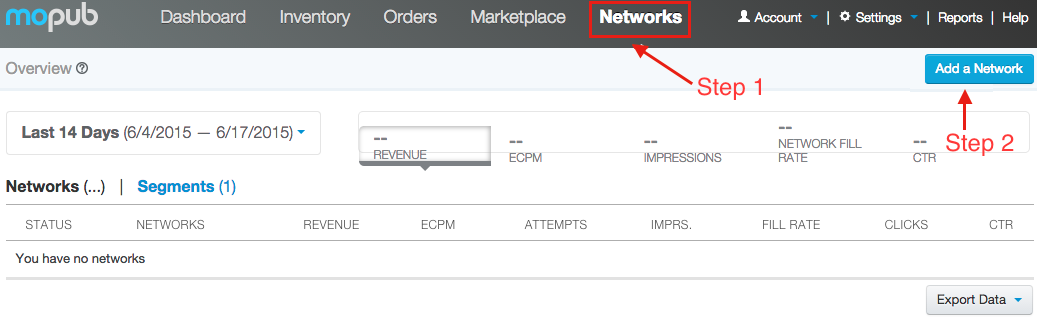 mopub Dashboard Inventory Orders Marketplace Networks Account | Settings | Reports | Help
Overview ? Add a Network
Step 1
Last 14 Days (6/4/2015 — 6/17/2015)
-- REVENUE
-- ECPM
-- IMPRESSIONS
-- NETWORK FILL RATE
-- CTR
Step 2
Networks (...) | Segments (1)
STATUS NETWORKS REVENUE ECPM ATTEMPTS IMPRS. FILL RATE CLICKS CTR
You have no networks
Export Data